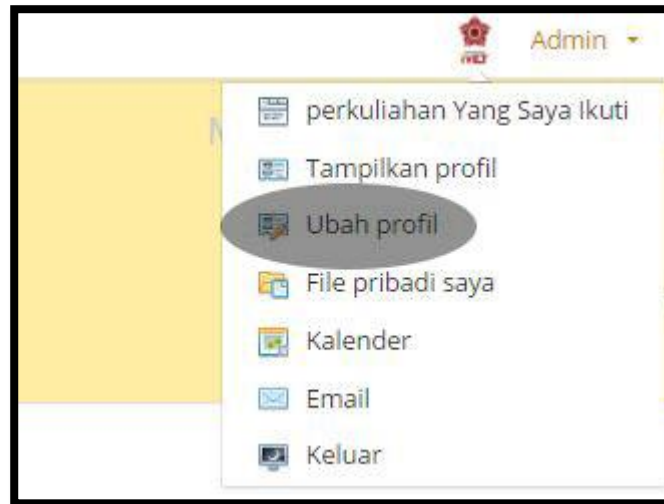 Admin
perkuliahan Yang Saya Ikuti
Tampilkan profil
Ubah profil
File pribadi saya
Kalender
Email
Keluar